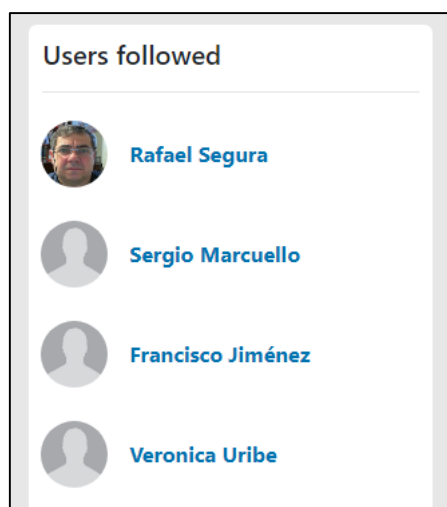 Users followed
Rafael Segura
Sergio Marcuello
Francisco Jiménez
Veronica Uribe